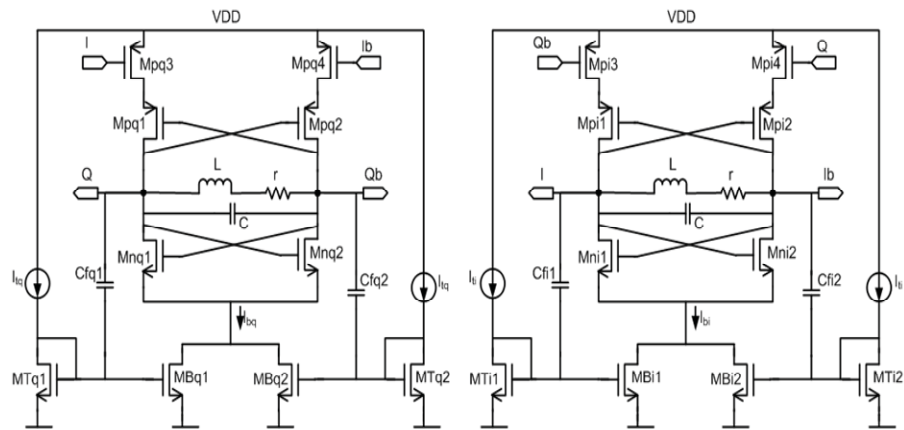 VDD
I
Ib
Mpq3
Mpq4
Mpq1
Mpq2
L
r
Q
Qb
C
Mnq1
Mnq2
Cfq1
Cfq2
Itq
Itq
Ibq
MTq1
MBq1
MBq2
MTq2
VDD
Qb
Q
Mpi3
Mpi4
Mpi1
Mpi2
L
r
I
Ib
C
Mni1
Mni2
Cfi1
Cfi2
Iti
Iti
Ibi
MTi1
MBi1
MBi2
MTi2